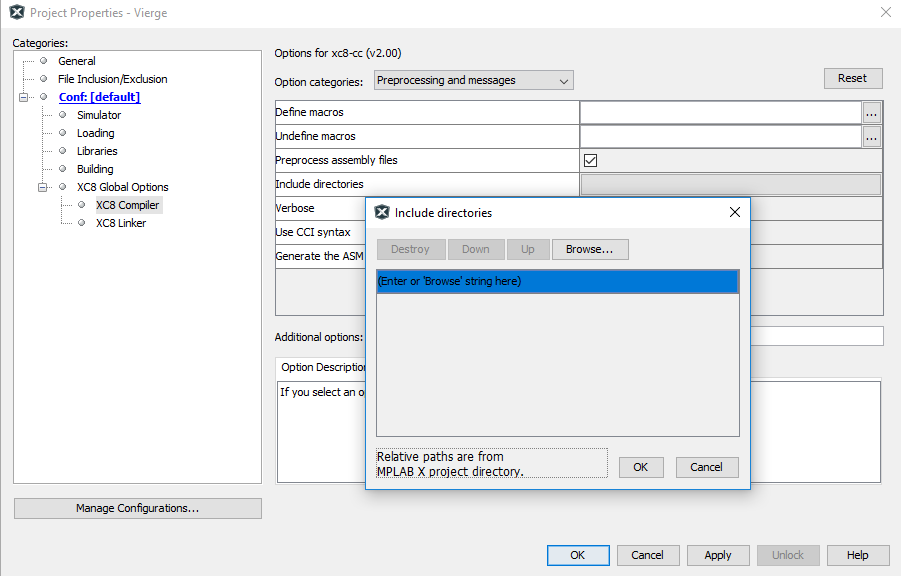 Project Properties - Vierge
Categories:
General
File Inclusion/Exclusion
Conf: [default]
Simulator
Loading
Libraries
Building
XC8 Global Options
XC8 Compiler
XC8 Linker
Manage Configurations...
Options for xc8-cc (v2.00)
Option categories: Preprocessing and messages
Reset
Define macros
...
Undefine macros
...
Preprocess assembly files
Include directories
Verbose
Use CCI syntax
Generate the ASM
Additional options:
Option Description
If you select an o
Include directories
Destroy Down Up Browse...
(Enter or 'Browse' string here)
Relative paths are from
MPLAB X project directory.
OK Cancel
OK Cancel Apply Unlock Help